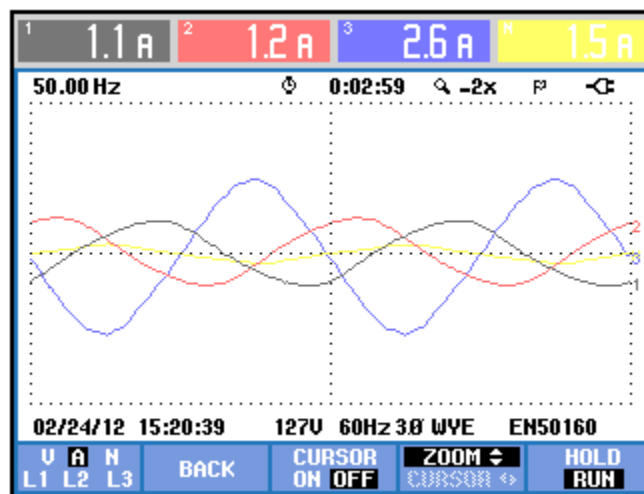 1 1.1 A 2 1.2 A 3 2.6 A N 1.5 A
50.00 Hz 0:02:59 -2x
2
3
1
02/24/12 15:20:39 127V 60Hz 3Ø WYE EN50160
V A N BACK CURSOR ZOOM HOLD
L1 L2 L3 ON OFF CURSOR RUN